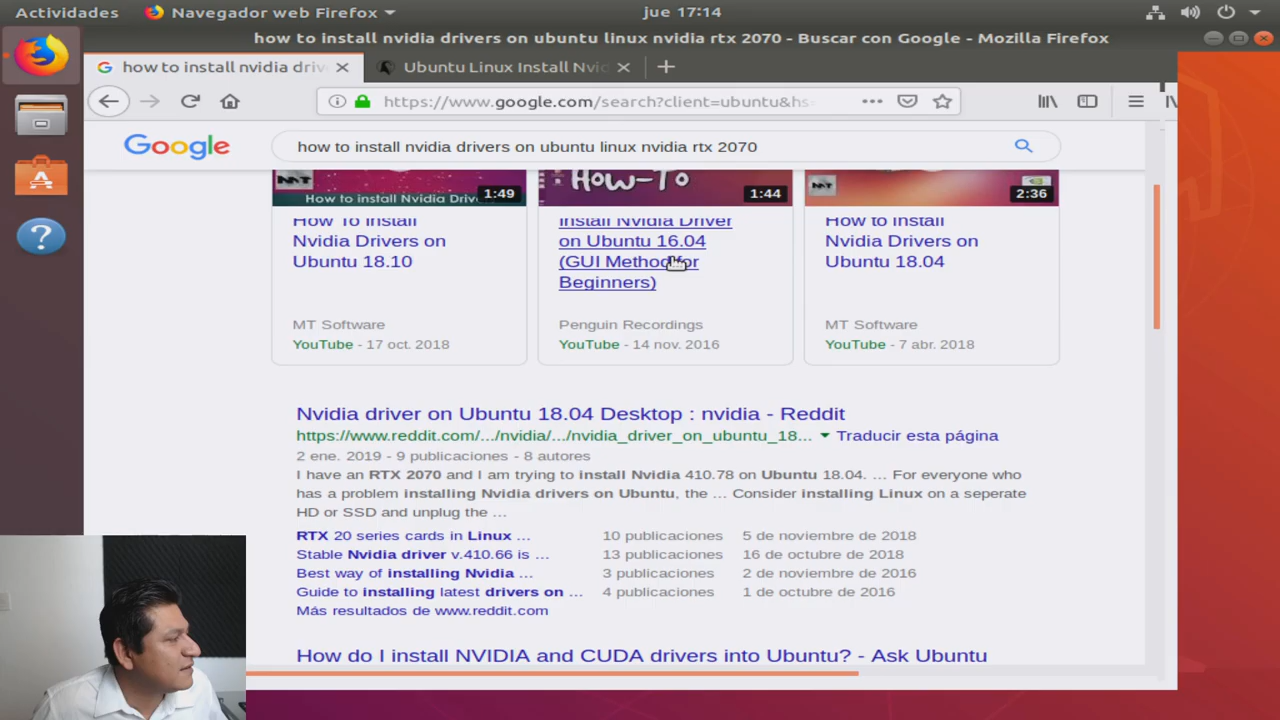 Actividades
Navegador web Firefox
jue 17:14
how to install nvidia drivers on ubuntu linux nvidia rtx 2070 - Buscar con Google - Mozilla Firefox
how to install nvidia driv
Ubuntu Linux Install Nvid
https://www.google.com/search?client=ubuntu&hs
Google
how to install nvidia drivers on ubuntu linux nvidia rtx 2070
How to install Nvidia Driv
1:49
How-To
1:44
2:36
How To Install
Nvidia Drivers on
Ubuntu 18.10
MT Software
YouTube - 17 oct. 2018
Install Nvidia Driver
on Ubuntu 16.04
(GUI Method for
Beginners)
Penguin Recordings
YouTube - 14 nov. 2016
How to Install
Nvidia Drivers on
Ubuntu 18.04
MT Software
YouTube - 7 abr. 2018
Nvidia driver on Ubuntu 18.04 Desktop : nvidia - Reddit
https://www.reddit.com/.../nvidia/.../nvidia_driver_on_ubuntu_18... Traducir esta página
2 ene. 2019 - 9 publicaciones - 8 autores
I have an RTX 2070 and I am trying to install Nvidia 410.78 on Ubuntu 18.04. ... For everyone who
has a problem installing Nvidia drivers on Ubuntu, the ... Consider installing Linux on a seperate
HD or SSD and unplug the ...
RTX 20 series cards in Linux ... 10 publicaciones 5 de noviembre de 2018
Stable Nvidia driver v.410.66 is ... 13 publicaciones 16 de octubre de 2018
Best way of installing Nvidia ... 3 publicaciones 2 de noviembre de 2016
Guide to installing latest drivers on ... 4 publicaciones 1 de octubre de 2016
Más resultados de www.reddit.com
How do I install NVIDIA and CUDA drivers into Ubuntu? - Ask Ubuntu